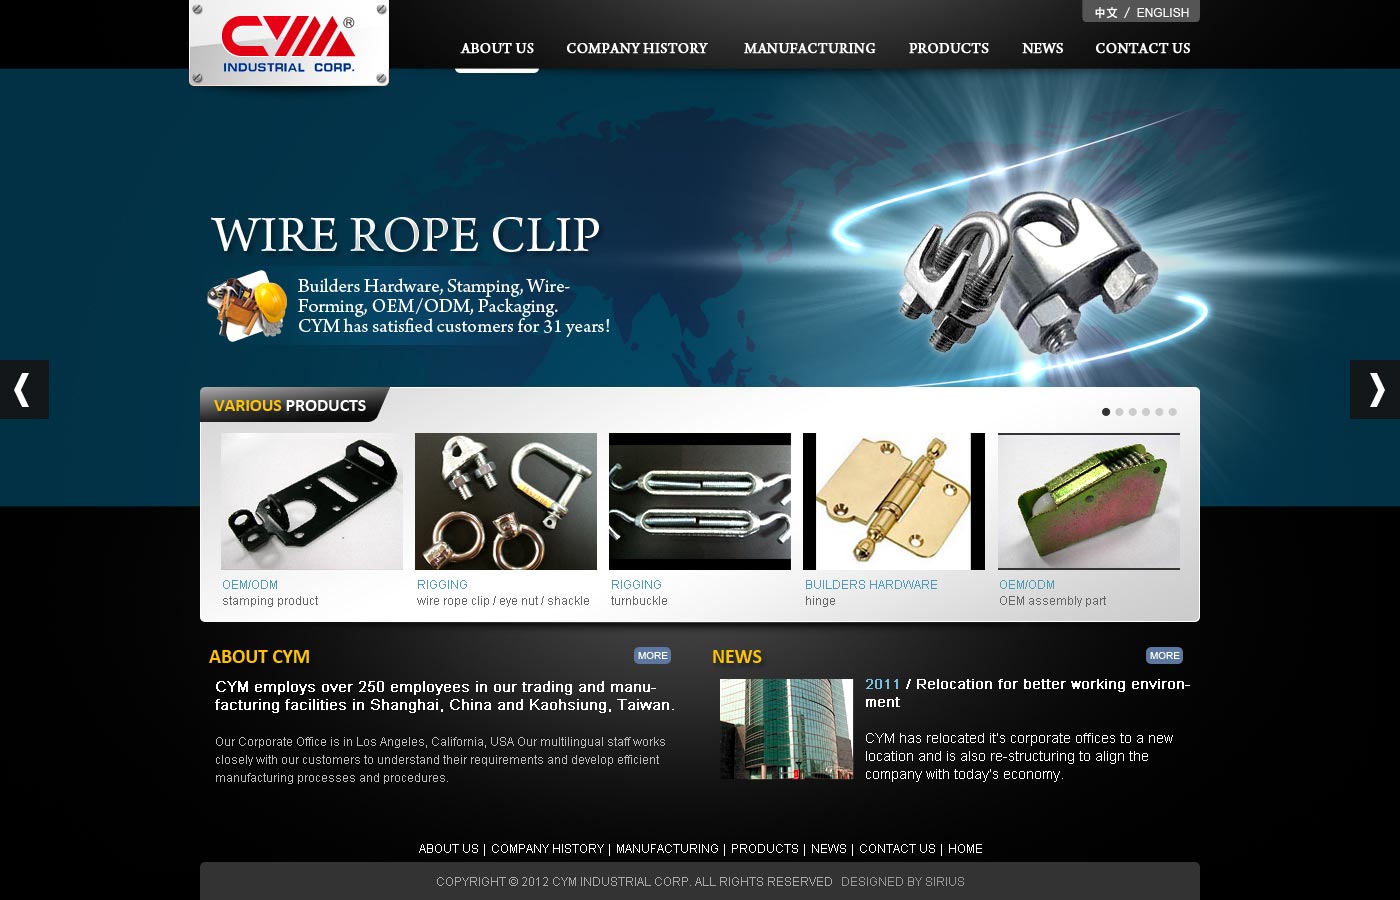 CYM®
INDUSTRIAL CORP.
中文 / ENGLISH
ABOUT US COMPANY HISTORY MANUFACTURING PRODUCTS NEWS CONTACT US
WIRE ROPE CLIP
Builders Hardware, Stamping, Wire-
Forming, OEM/ODM, Packaging.
CYM has satisfied customers for 31 years!
VARIOUS PRODUCTS
OEM/ODM
stamping product
RIGGING
wire rope clip / eye nut / shackle
RIGGING
turnbuckle
BUILDERS HARDWARE
hinge
OEM/ODM
OEM assembly part
ABOUT CYM
MORE
CYM employs over 250 employees in our trading and manu-
facturing facilities in Shanghai, China and Kaohsiung, Taiwan.
Our Corporate Office is in Los Angeles, California, USA Our multilingual staff works
closely with our customers to understand their requirements and develop efficient
manufacturing processes and procedures.
NEWS
MORE
2011 / Relocation for better working environ-
ment
CYM has relocated it's corporate offices to a new
location and is also re-structuring to align the
company with today's economy.
ABOUT US | COMPANY HISTORY | MANUFACTURING | PRODUCTS | NEWS | CONTACT US | HOME
COPYRIGHT © 2012 CYM INDUSTRIAL CORP. ALL RIGHTS RESERVED DESIGNED BY SIRIUS